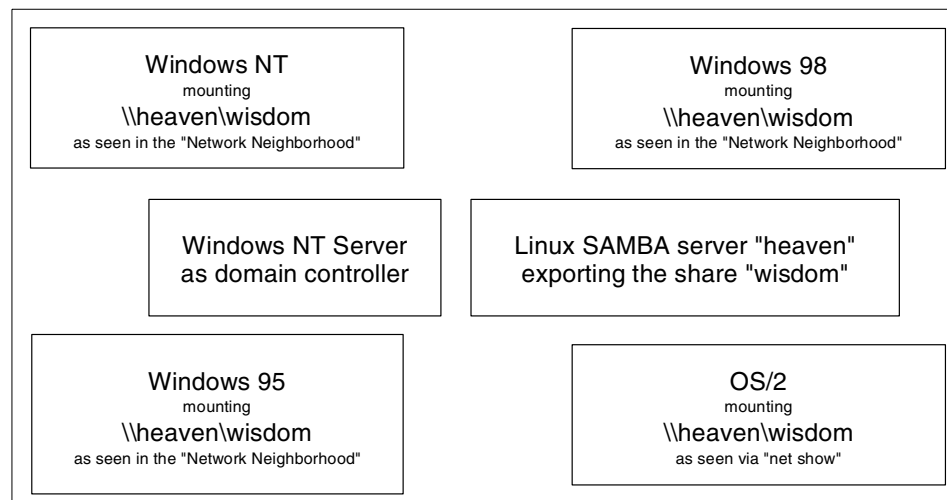 Windows NT
mounting
\\heaven\wisdom
as seen in the "Network Neighborhood"
Windows 98
mounting
\\heaven\wisdom
as seen in the "Network Neighborhood"
Windows NT Server
as domain controller
Linux SAMBA server "heaven"
exporting the share "wisdom"
Windows 95
mounting
\\heaven\wisdom
as seen in the "Network Neighborhood"
OS/2
mounting
\\heaven\wisdom
as seen via "net show"